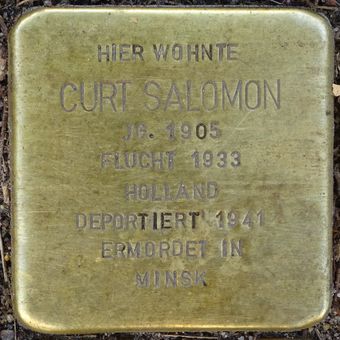 HIER WOHNTE
CURT SALOMON
JG. 1905
FLUCHT 1933
HOLLAND
DEPORTIERT 1941
ERMORDET IN
MINSK